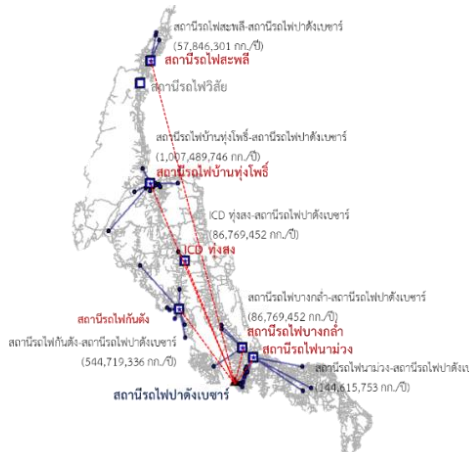 สถานีรถไฟสะพลี-สถานีรถไฟปาดังเบซาร์
(57,846,301 กก./ปี)
สถานีรถไฟสะพลี
สถานีรถไฟวิสัย
สถานีรถไฟบ้านทุ่งโพธิ์-สถานีรถไฟปาดังเบซาร์
(1,007,489,746 กก./ปี)
สถานีรถไฟบ้านทุ่งโพธิ์
ICD ทุ่งสง-สถานีรถไฟปาดังเบซาร์
(86,769,452 กก./ปี)
ICD ทุ่งสง
สถานีรถไฟบางกล่ำ-สถานีรถไฟปาดังเบซาร์
(86,769,452 กก./ปี)
สถานีรถไฟกันตัง
สถานีรถไฟบางกล่ำ
สถานีรถไฟกันตัง-สถานีรถไฟปาดังเบซาร์
(544,719,336 กก./ปี)
สถานีรถไฟนาม่วง
สถานีรถไฟนาม่วง-สถานีรถไฟปาดังเบ
(144,615,753 กก./ปี)
สถานีรถไฟปาดังเบซาร์